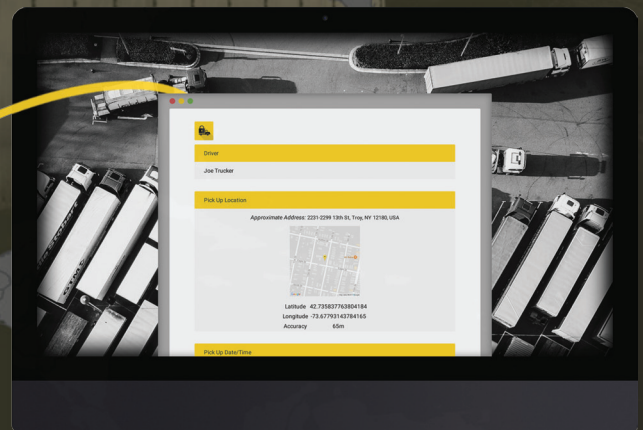 Driver
Joe Trucker
Pick Up Location
Approximate Address: 2231-2299 13th St, Troy, NY 12180, USA
Latitude 42.735837763804184
Longitude -73.67793143784165
Accuracy 65m
Pick Up Date/Time